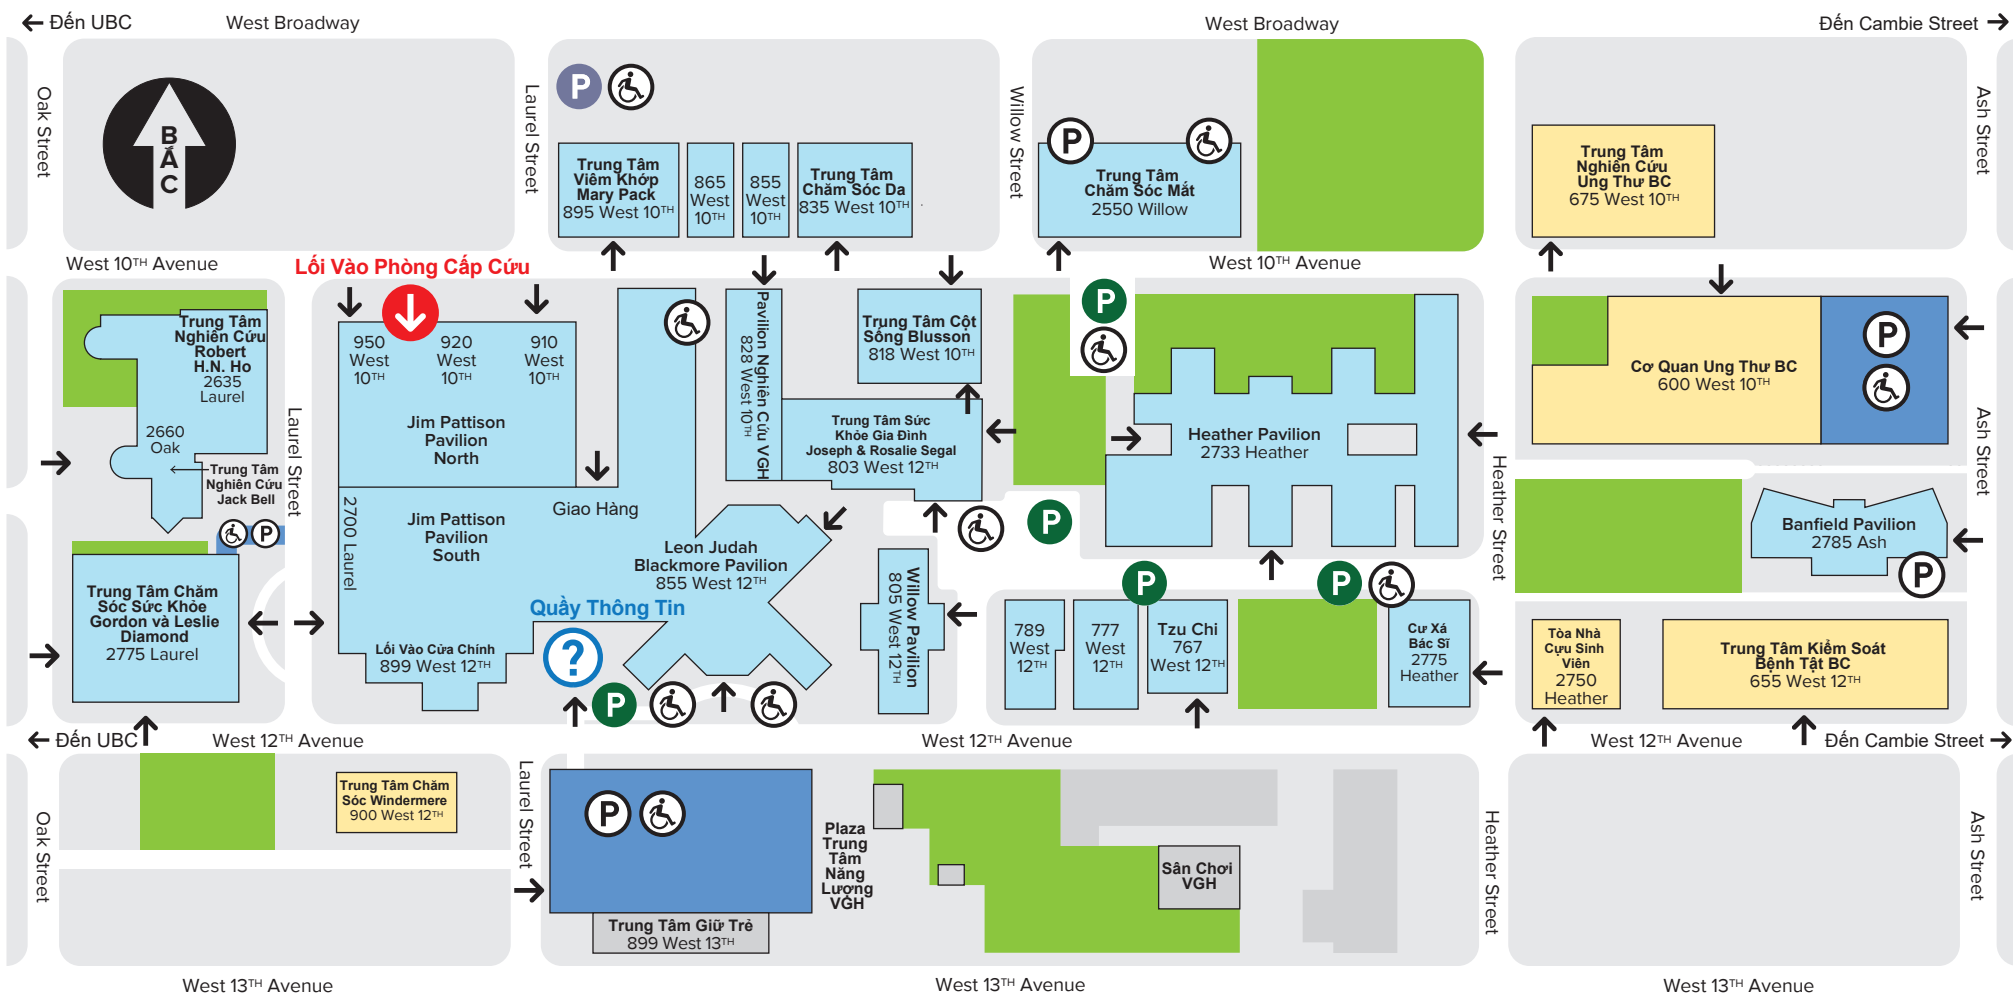 ← Đến UBC
West Broadway
West Broadway
Đến Cambie Street →
Oak Street
BẮC
Laurel Street
P
Trung Tâm
Viêm Khớp
Mary Pack
895 West 10TH
865
West
10TH
855
West
10TH
Trung Tâm
Chăm Sóc Da
835 West 10TH
Willow Street
P
Trung Tâm
Chăm Sóc Mắt
2550 Willow
Trung Tâm
Nghiên Cứu
Ung Thư BC
675 West 10TH
Ash Street
West 10TH Avenue
Lối Vào Phòng Cấp Cứu
West 10TH Avenue
Trung Tâm
Nghiên Cứu
Robert
H.N. Ho
2635
Laurel
2660
Oak
Trung Tâm
Nghiên Cứu
Jack Bell
P
Laurel Street
950
West
10TH
920
West
10TH
910
West
10TH
Jim Pattison
Pavilion
North
Giao Hàng
2700 Laurel
Jim Pattison
Pavilion
South
Pavilion Nghiên Cứu VGH
828 West 10TH
Trung Tâm Cột
Sống Blusson
818 West 10TH
Trung Tâm Sức
Khỏe Gia Đình
Joseph & Rosalie Segal
803 West 12TH
P
P
Heather Pavilion
2733 Heather
Heather Street
Cơ Quan Ung Thư BC
600 West 10TH
P
Ash Street
Banfield Pavilion
2785 Ash
P
Leon Judah
Blackmore Pavilion
855 West 12TH
Willow Pavilion
805 West 12TH
Trung Tâm Chăm
Sóc Sức Khỏe
Gordon và Leslie
Diamond
2775 Laurel
Quầy Thông Tin
?
Lối Vào Cửa Chính
899 West 12TH
P
789
West
12TH
777
West
12TH
P
Tzu Chi
767
West 12TH
P
Cư Xá
Bác Sĩ
2775
Heather
Tòa Nhà
Cựu Sinh
Viên
2750
Heather
Trung Tâm Kiểm Soát
Bệnh Tật BC
655 West 12TH
← Đến UBC
West 12TH Avenue
West 12TH Avenue
West 12TH Avenue
Đến Cambie Street →
Oak Street
Trung Tâm Chăm
Sóc Windermere
900 West 12TH
Laurel Street
P
Plaza
Trung
Tâm
Năng
Lượng
VGH
Trung Tâm Giữ Trẻ
899 West 13TH
Sân Chơi
VGH
Heather Street
Ash Street
West 13TH Avenue
West 13TH Avenue
West 13TH Avenue